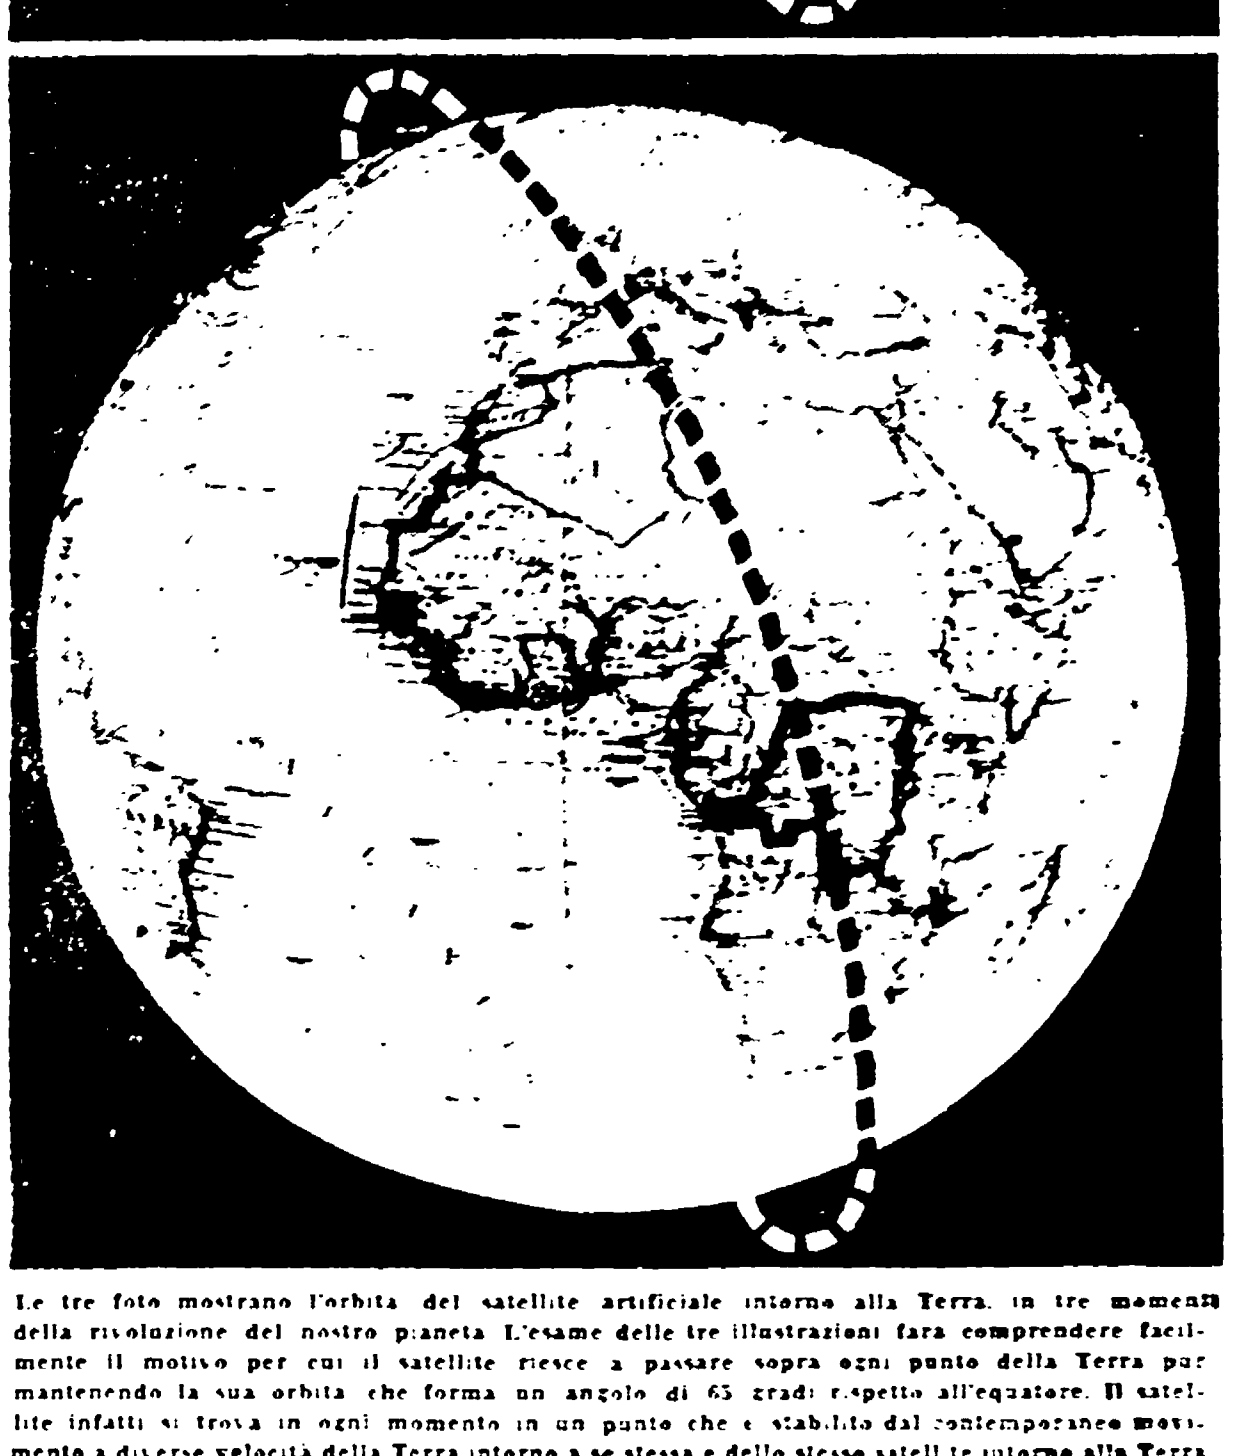 Le tre foto mostrano l'orbita del satellite artificiale intorno alla Terra, in tre momenti
della rivoluzione del nostro pianeta L'esame delle tre illustrazioni farà comprendere facil-
mente il motivo per cui il satellite riesce a passare sopra ogni punto della Terra pur
mantenendo la sua orbita che forma un angolo di 65 gradi rispetto all'equatore. Il satel-
lite infatti si trova in ogni momento in un punto che è stabilito dal contemporaneo movi-
mento a diverse velocità della Terra intorno a se stessa e dello stesso satellite intorno alla Terra